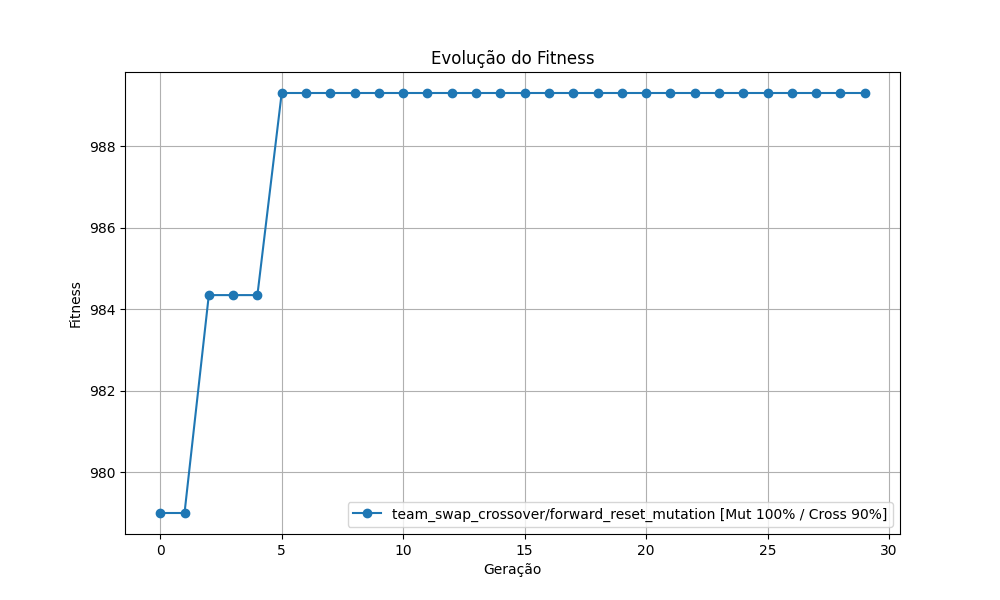 Evolução do Fitness
Fitness
988
986
984
982
980
team_swap_crossover/forward_reset_mutation [Mut 100% / Cross 90%]
0 5 10 15 20 25 30
Geração